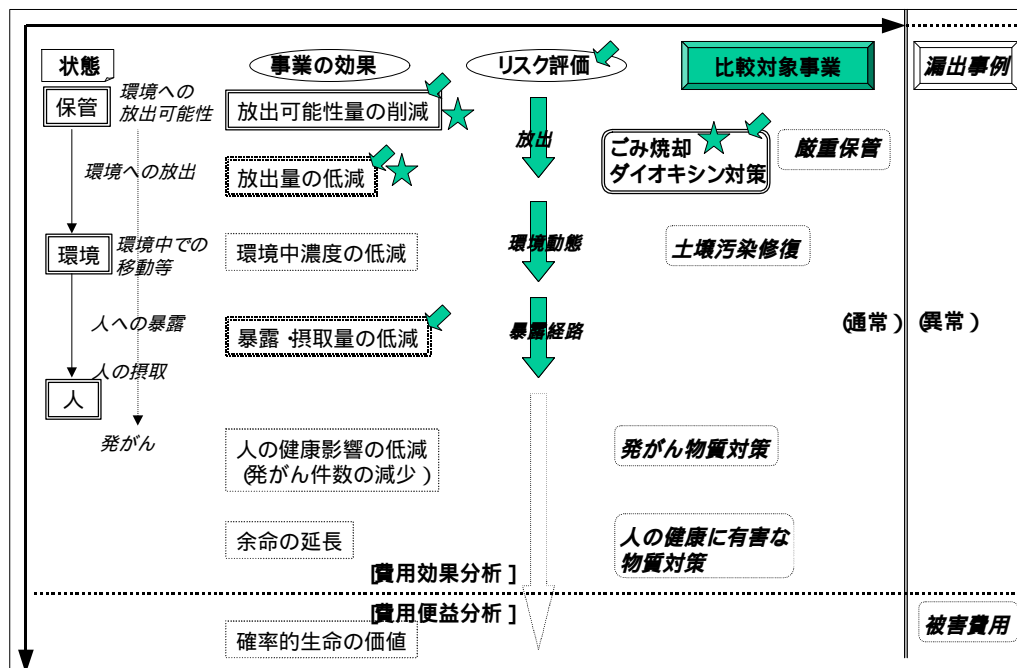 状態
事業の効果
リスク評価
比較対象事業
漏出事例
保管
環境への
放出可能性
放出可能性量の削減
放出
ごみ焼却
ダイオキシン対策
厳重保管
環境への放出
放出量の低減
環境
環境中での
移動等
環境中濃度の低減
環境動態
土壌汚染修復
人への暴露
暴露・摂取量の低減
暴露経路
(通常)
(異常)
人の摂取
人
発がん
人の健康影響の低減
(発がん件数の減少)
発がん物質対策
余命の延長
人の健康に有害な
物質対策
[費用効果分析]
[費用便益分析]
確率的生命の価値
被害費用